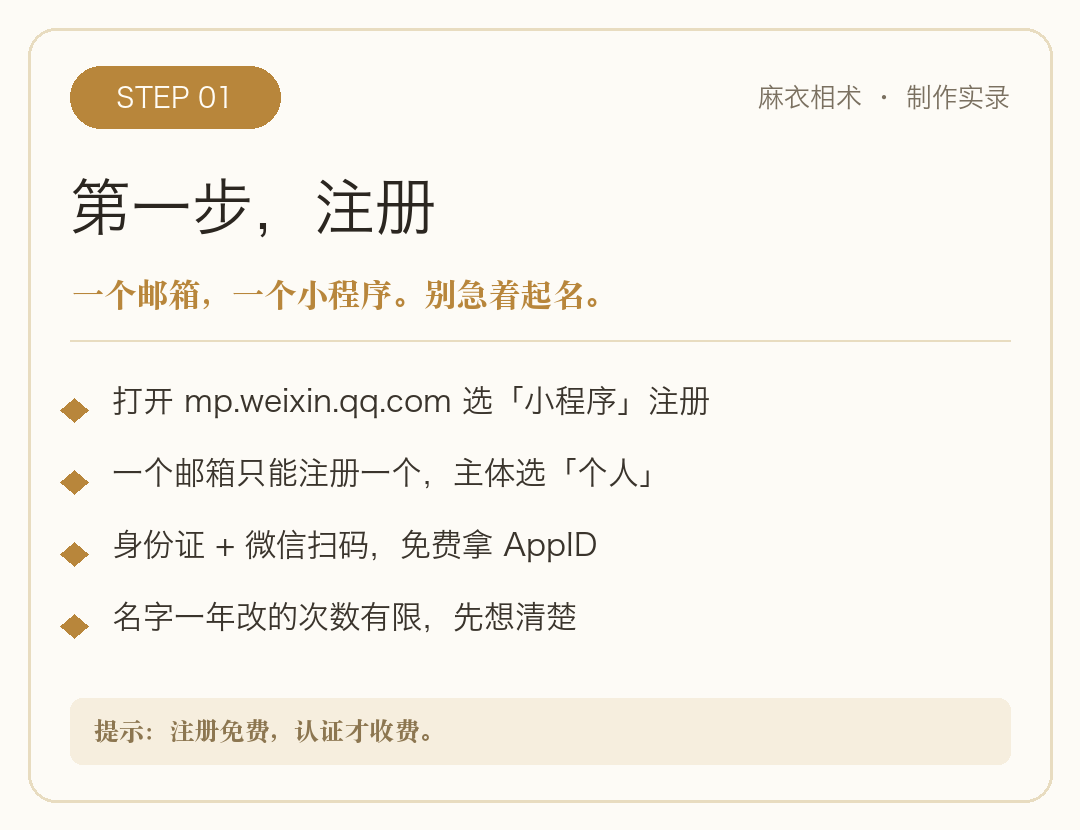 STEP 01
麻衣相术 · 制作实录
第一步，注册
一个邮箱，一个小程序。别急着起名。
打开 mp.weixin.qq.com 选「小程序」注册
一个邮箱只能注册一个，主体选「个人」
身份证 + 微信扫码，免费拿 AppID
名字一年改的次数有限，先想清楚
提示：注册免费，认证才收费。